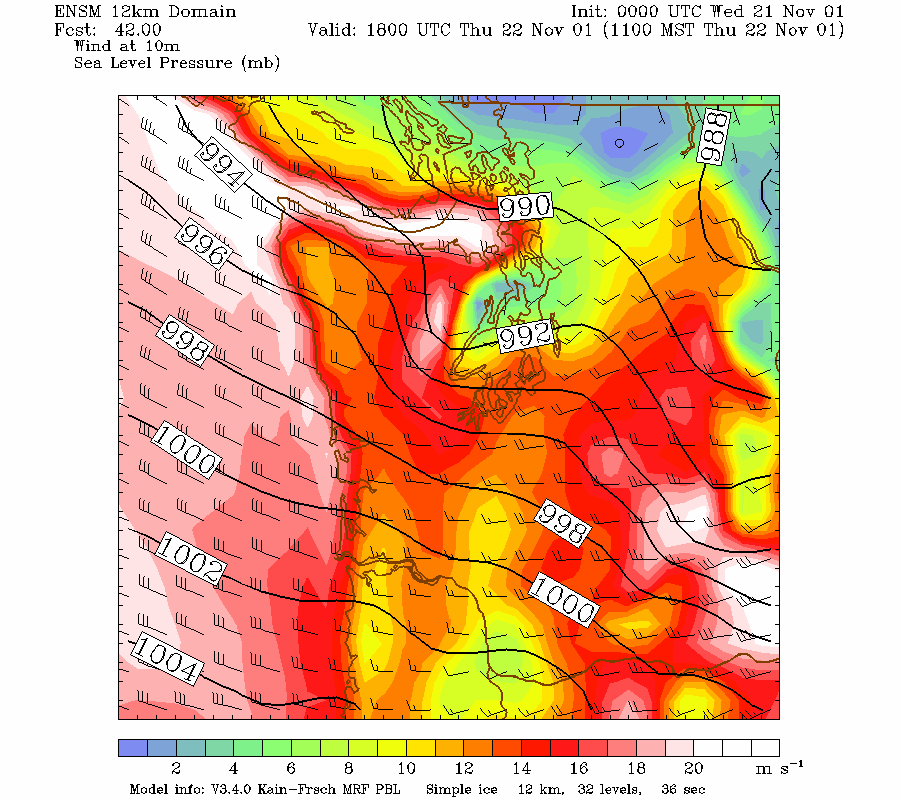 ENSM 12km Domain Init: 0000 UTC Wed 21 Nov 01
Fcst: 42.00 Valid: 1800 UTC Thu 22 Nov 01 (1100 MST Thu 22 Nov 01)
Wind at 10m
Sea Level Pressure (mb)
988
994
990
996
992
998
1000
998
1002
1000
1004
2 4 6 8 10 12 14 16 18 20 m s⁻¹
Model info: V3.4.0 Kain-Frsch MRF PBL Simple ice 12 km, 32 levels, 36 sec